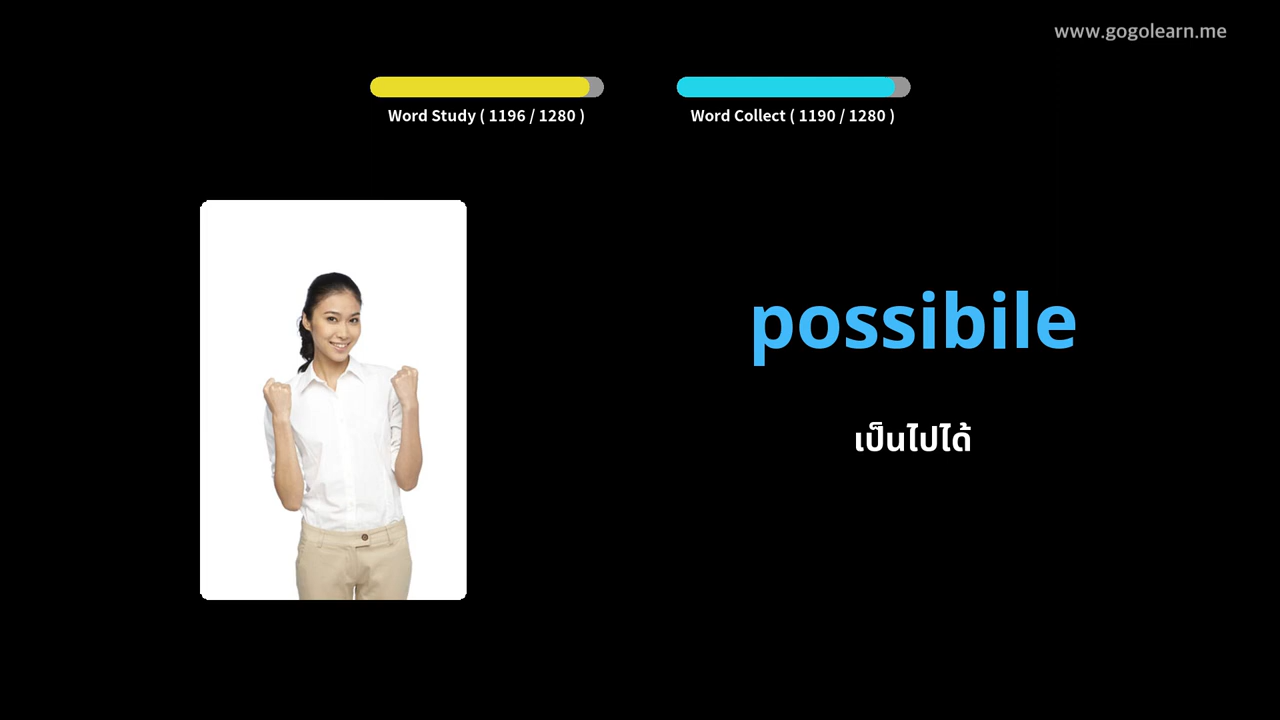 www.gogolearn.me
Word Study ( 1196 / 1280 )
Word Collect ( 1190 / 1280 )
possibile
เป็นไปได้